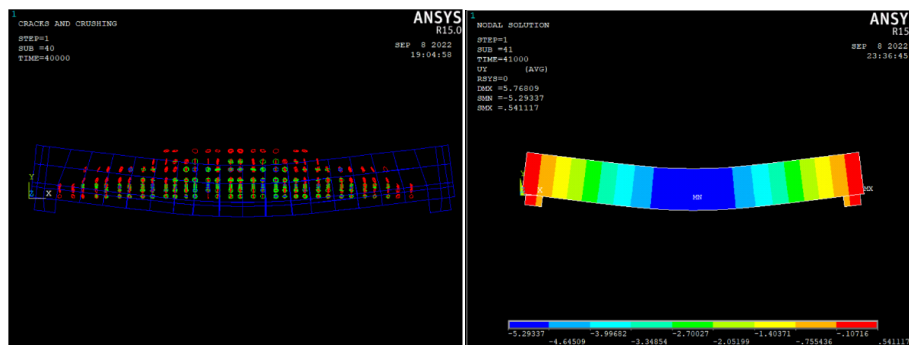 1
ANSYS
R15.0
CRACKS AND CRUSHING
STEP=1
SUB =40
TIME=40000
SEP 8 2022
19:04:58
Y
X
1
ANSYS
R15
NODAL SOLUTION
STEP=1
SUB =41
TIME=41000
UY (AVG)
RSYS=0
DMX =5.76809
SMN =-5.29337
SMX =.541117
SEP 8 2022
23:36:45
X
MN
MX
-5.29337 -3.99682 -2.70027 -1.40371 -.10716
-4.64509 -3.34854 -2.05199 -.755436 .541117